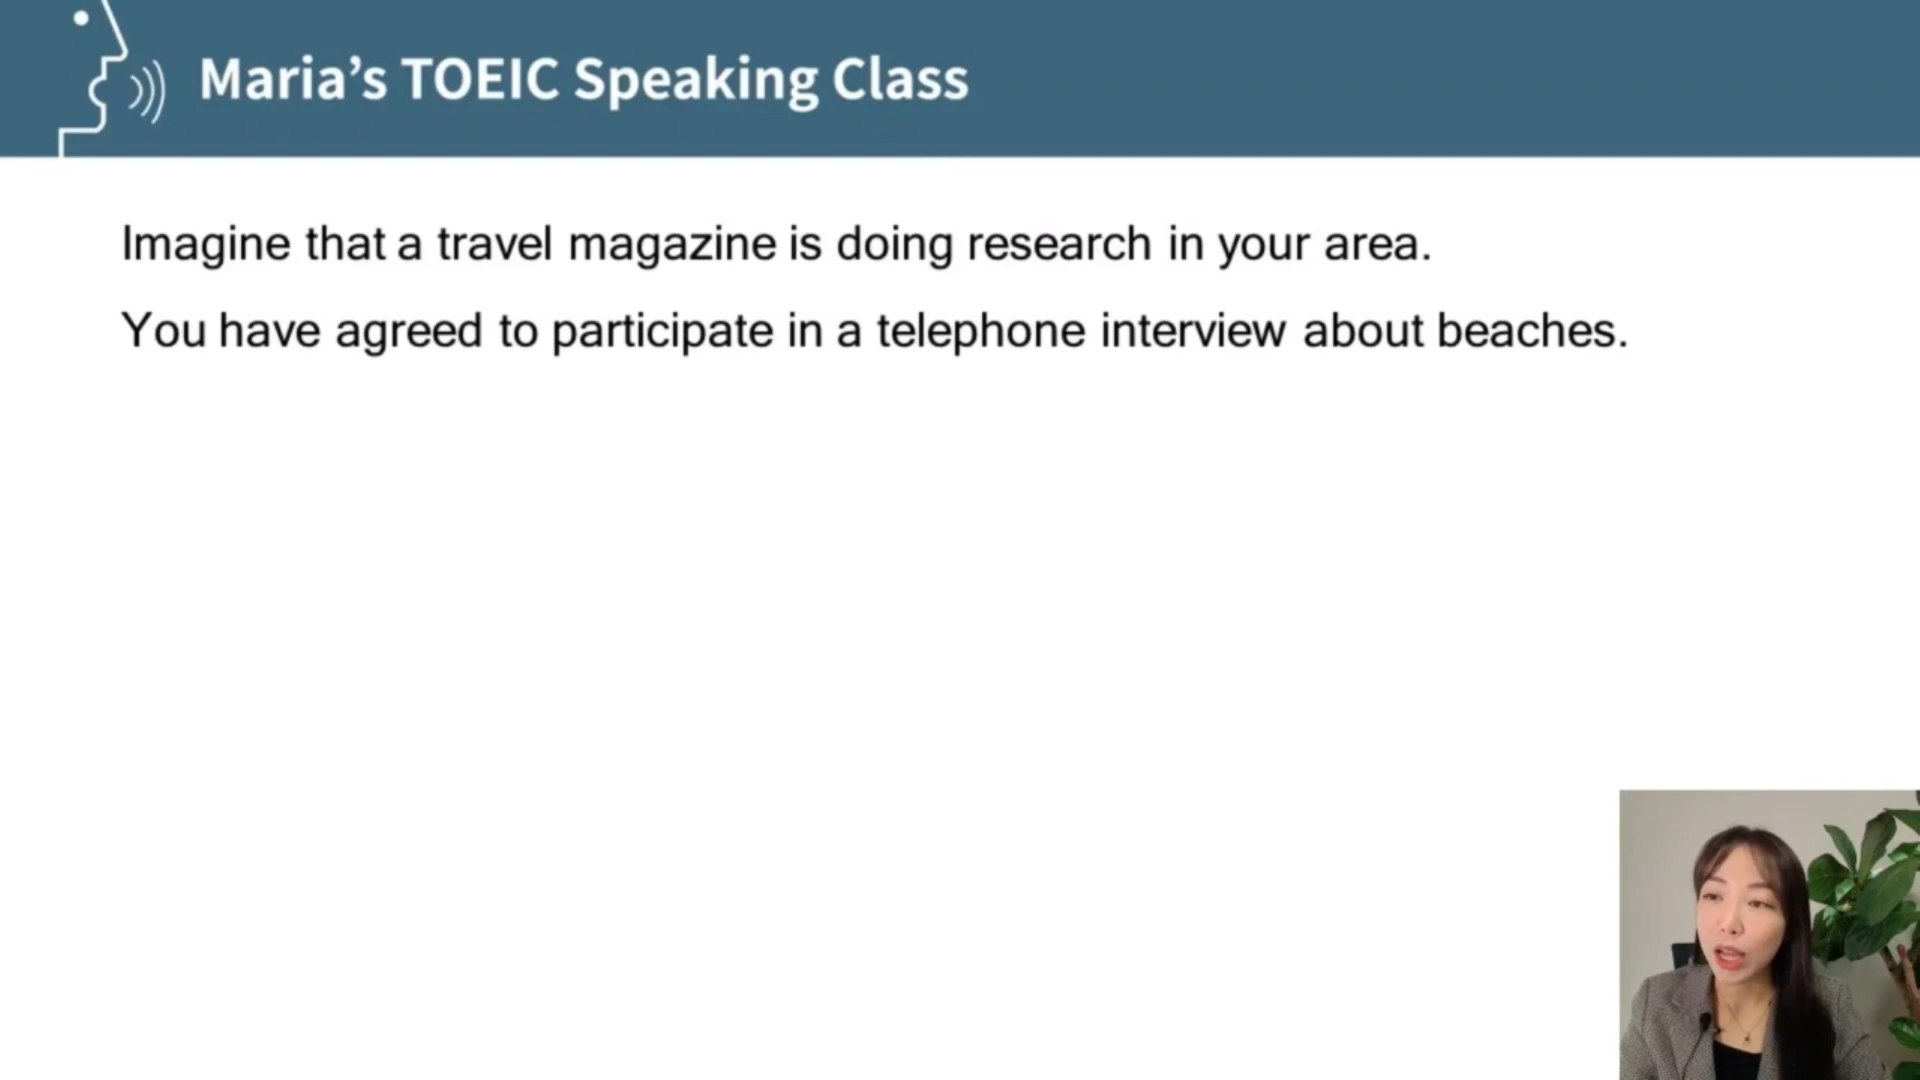 Maria’s TOEIC Speaking Class
Imagine that a travel magazine is doing research in your area.
You have agreed to participate in a telephone interview about beaches.